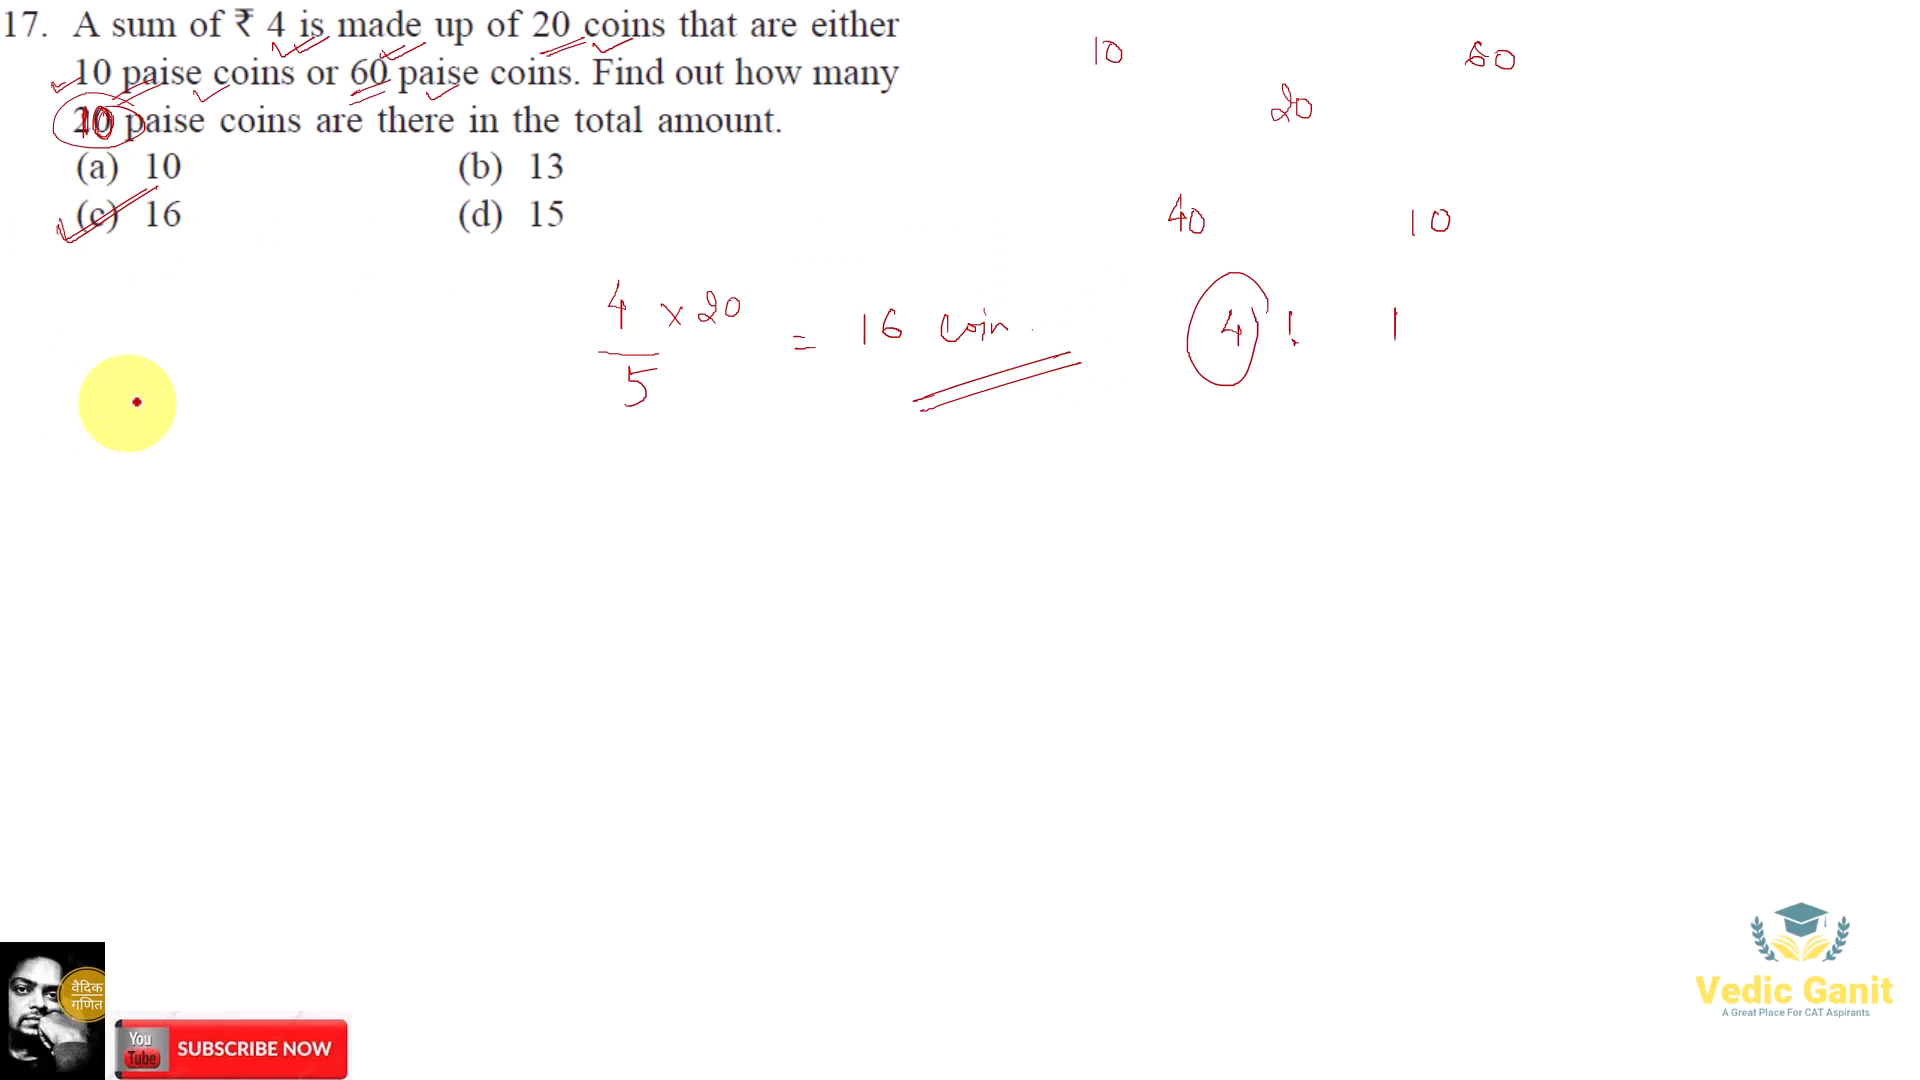 17. A sum of ₹ 4 is made up of 20 coins that are either
10 paise coins or 60 paise coins. Find out how many
10 paise coins are there in the total amount.
(a) 10 (b) 13
(c) 16 (d) 15
10 60
20
40 10
4 : 1
4/5 × 20 = 16 coin.
वैदिक
गणित
You
Tube
SUBSCRIBE NOW
Vedic Ganit
A Great Place For CAT Aspirants